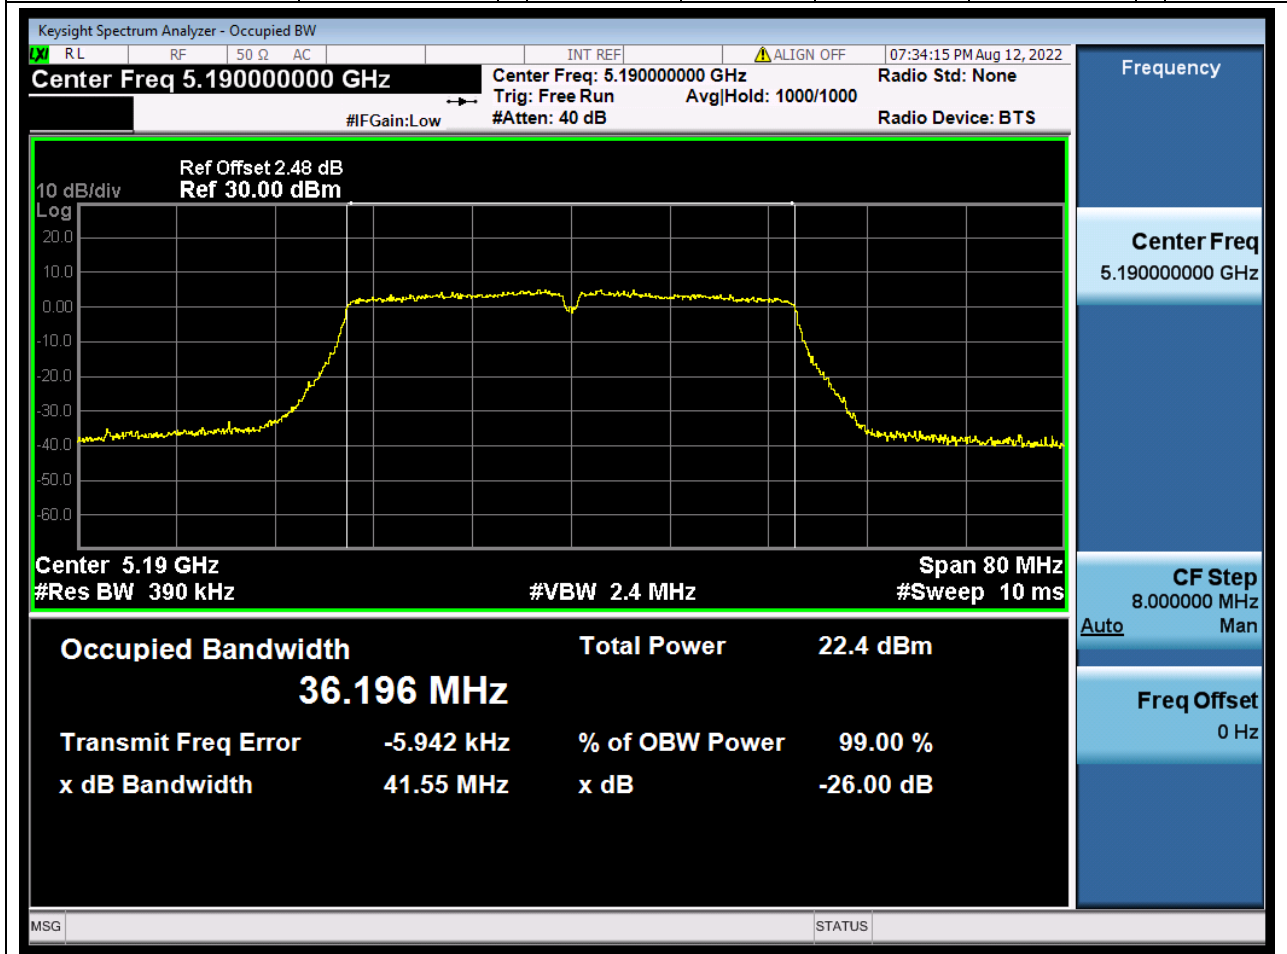 Keysight Spectrum Analyzer - Occupied BW
LXI RL RF 50 Ω AC INT REF ALIGN OFF 07:34:15 PM Aug 12, 2022
Center Freq 5.190000000 GHz
Center Freq: 5.190000000 GHz
Radio Std: None
Trig: Free Run Avg|Hold: 1000/1000
#IFGain:Low
#Atten: 40 dB
Radio Device: BTS
Ref Offset 2.48 dB
10 dB/div Ref 30.00 dBm
Log
20.0
10.0
0.00
-10.0
-20.0
-30.0
-40.0
-50.0
-60.0
Center 5.19 GHz Span 80 MHz
#Res BW 390 kHz #VBW 2.4 MHz #Sweep 10 ms
Occupied Bandwidth Total Power 22.4 dBm
36.196 MHz
Transmit Freq Error -5.942 kHz % of OBW Power 99.00 %
x dB Bandwidth 41.55 MHz x dB -26.00 dB
MSG STATUS
Frequency
Center Freq
5.190000000 GHz
CF Step
8.000000 MHz
Auto Man
Freq Offset
0 Hz